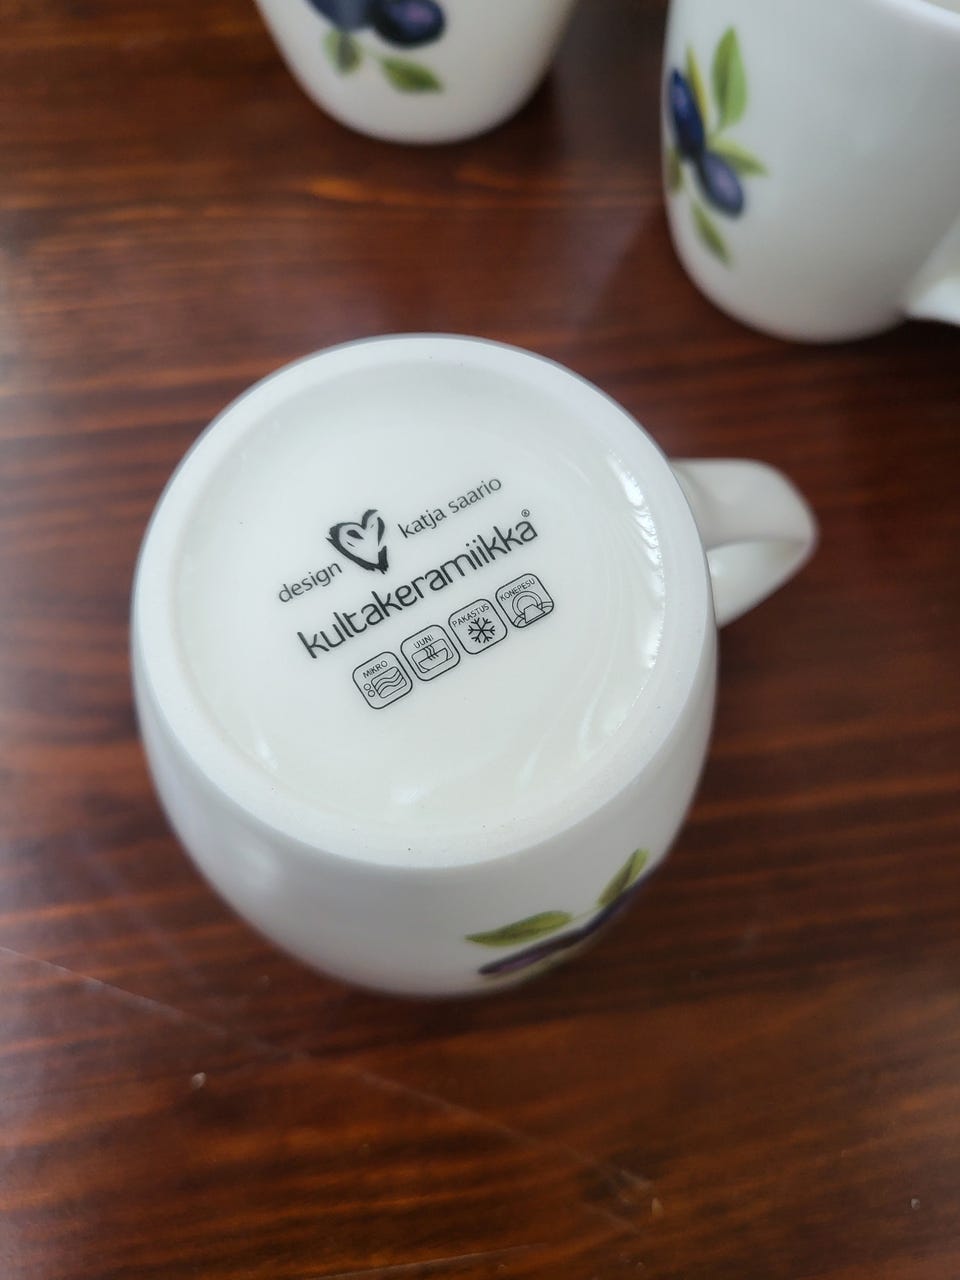 design katja saario
kultakeramiikka®
MIKRO UUNI PAKASTUS KONEPESU